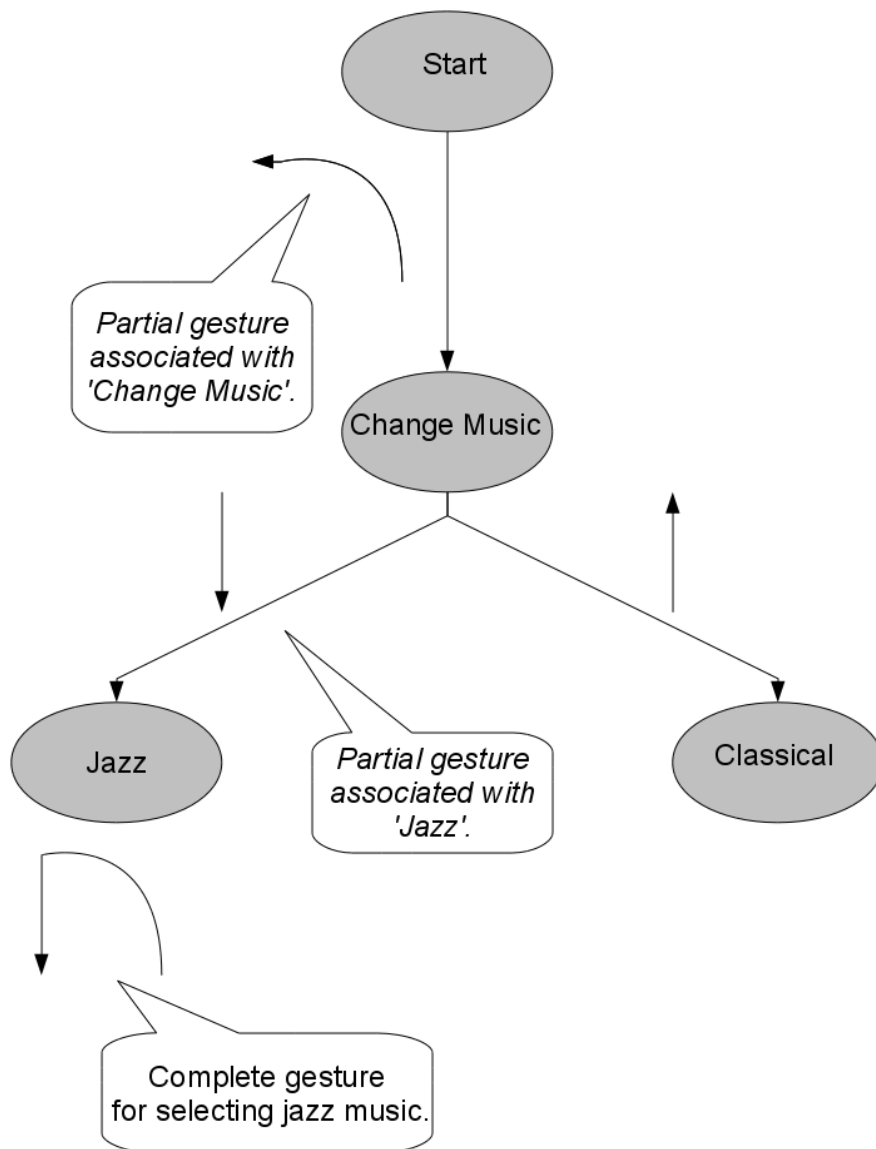 Start
Partial gesture
associated with
'Change Music'.
Change Music
Jazz
Partial gesture
associated with
'Jazz'.
Classical
Complete gesture
for selecting jazz music.